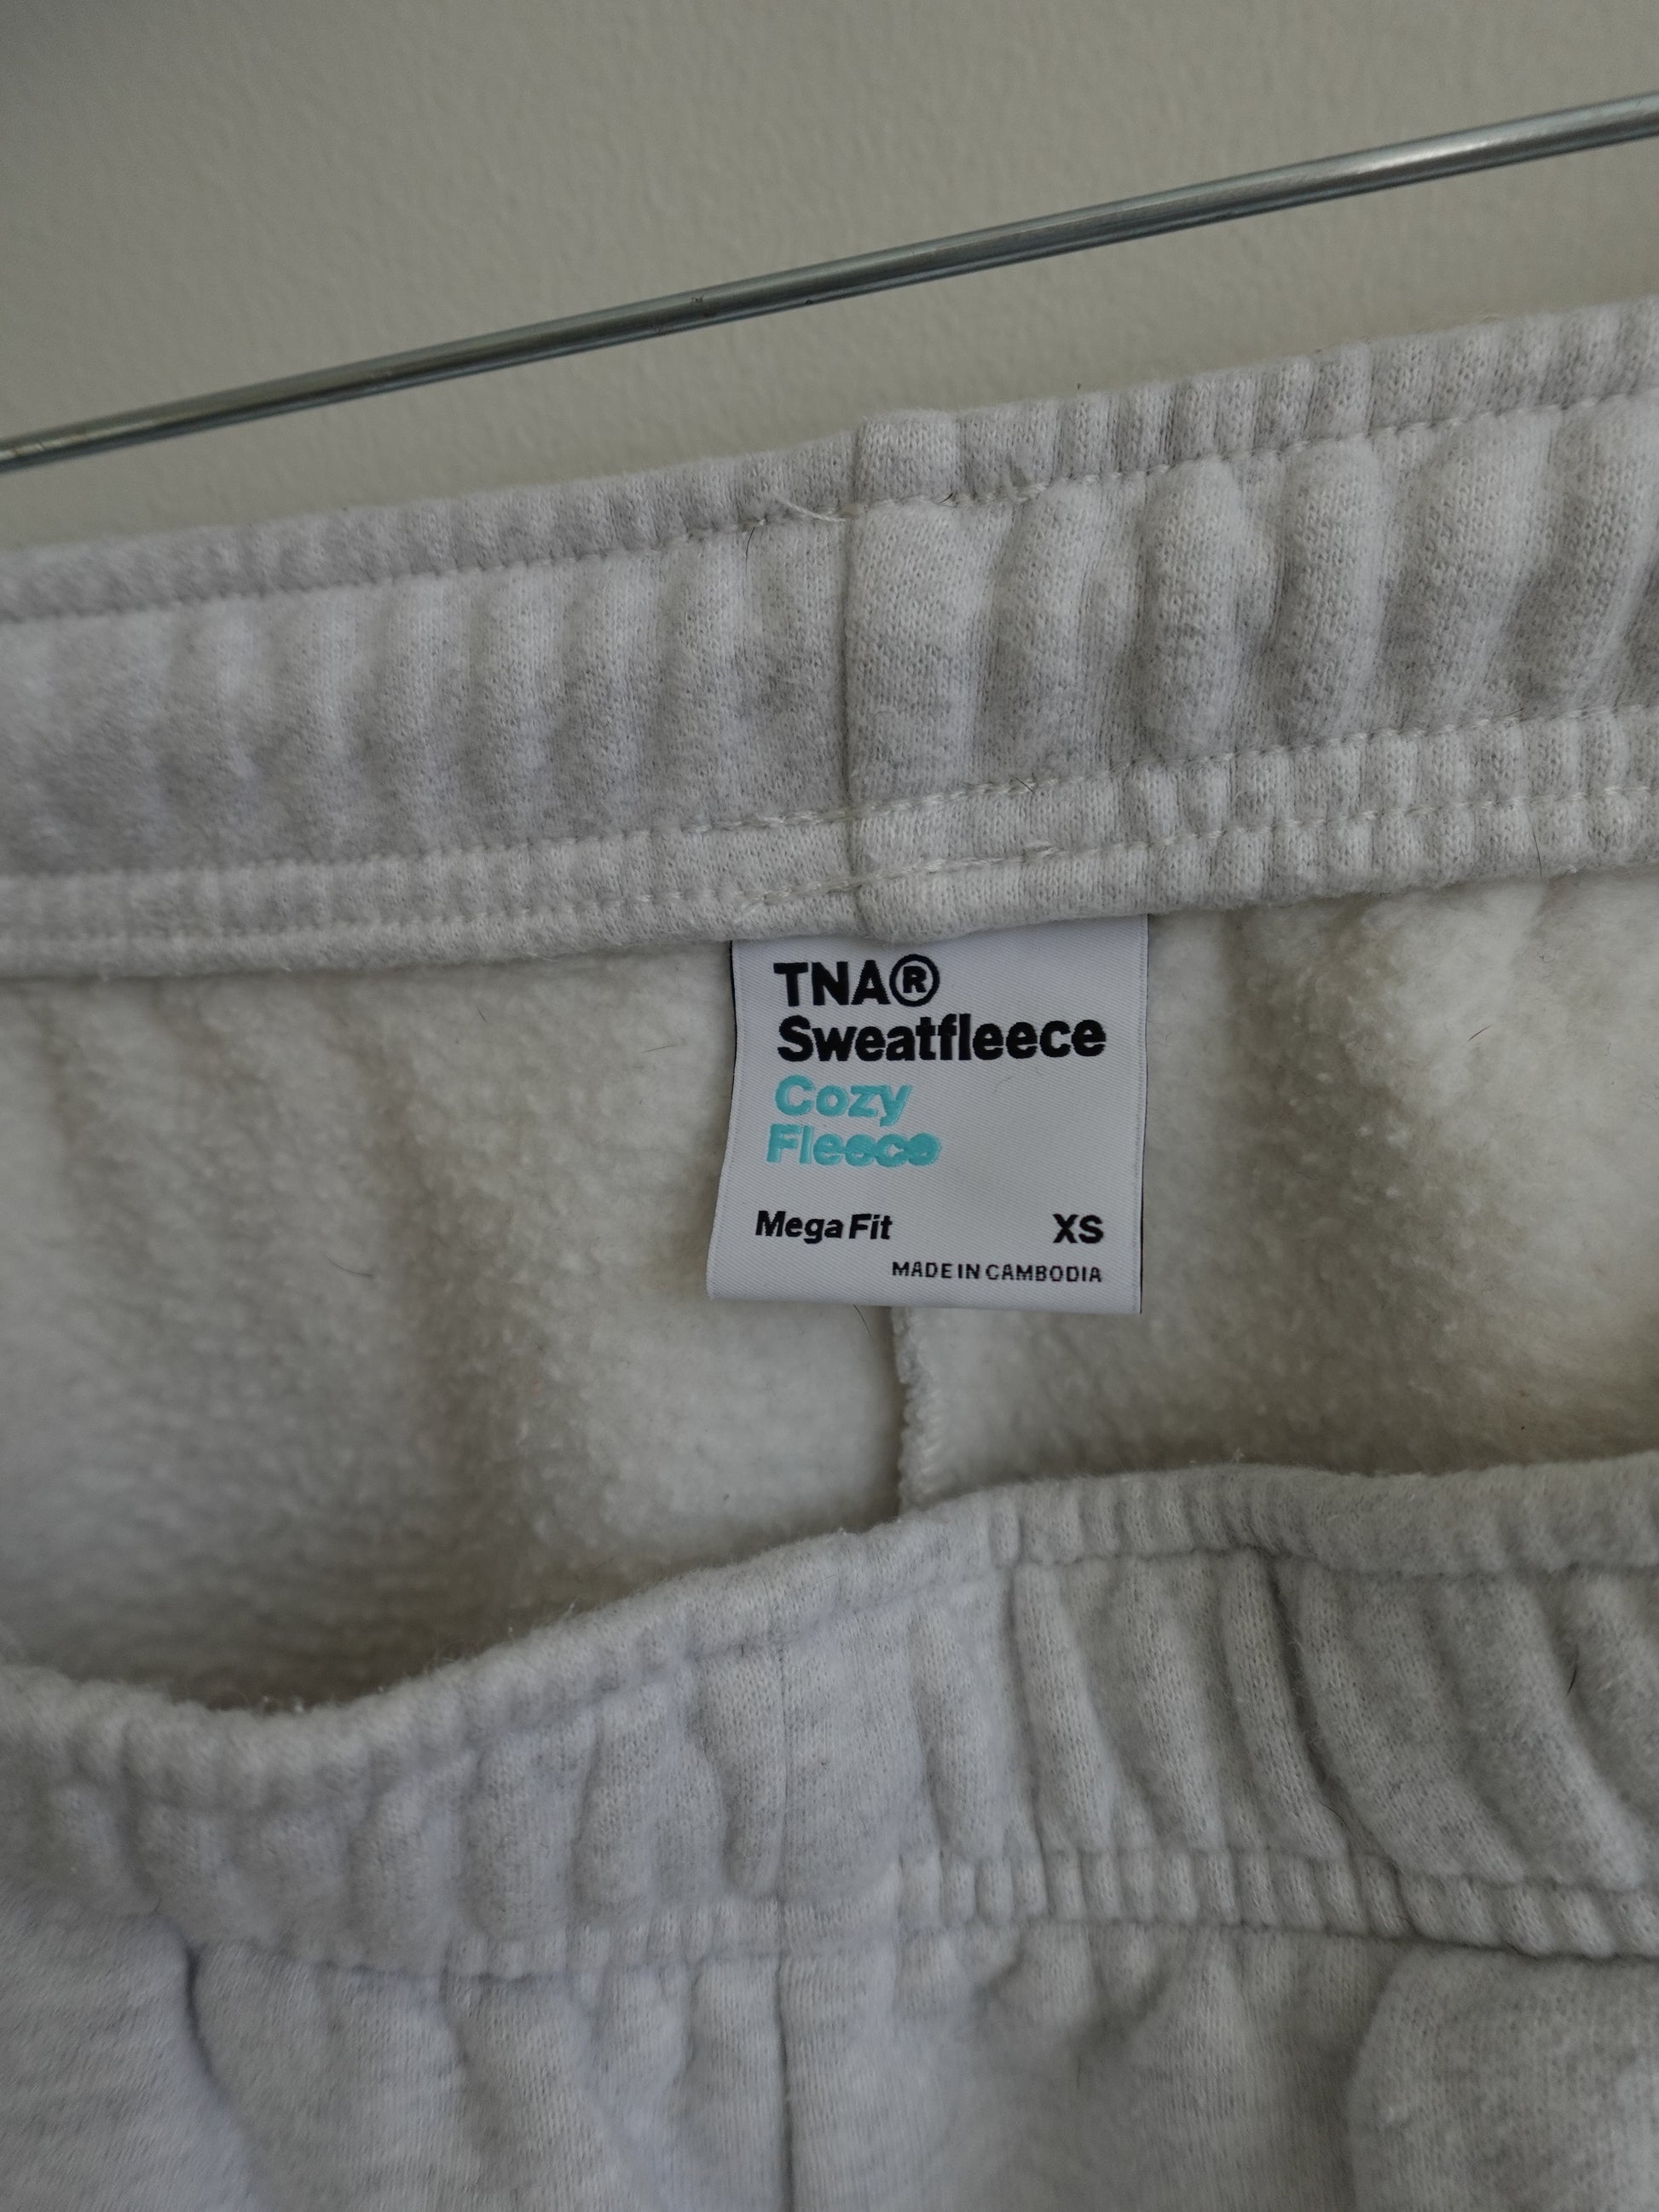 TNA®
Sweatfleece
Cozy
Fleece
Mega Fit XS
MADE IN CAMBODIA